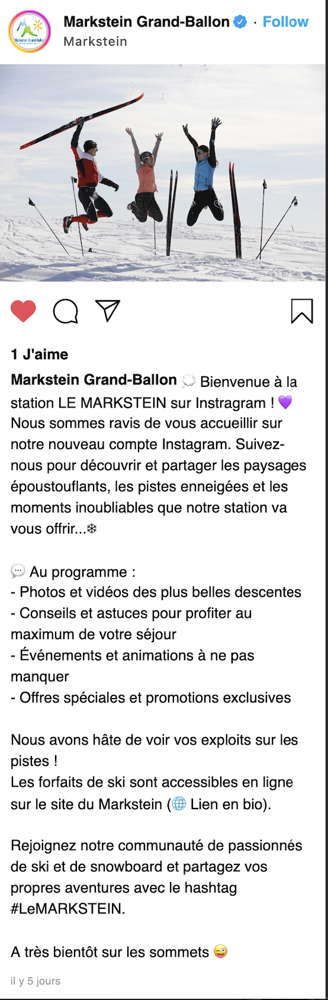 Markstein Grand-Ballon · Follow
Markstein
1 J'aime
Markstein Grand-Ballon 💭 Bienvenue à la
station LE MARKSTEIN sur Instragram ! 💜
Nous sommes ravis de vous accueillir sur
notre nouveau compte Instagram. Suivez-
nous pour découvrir et partager les paysages
époustouflants, les pistes enneigées et les
moments inoubliables que notre station va
vous offrir...❄
💬 Au programme :
- Photos et vidéos des plus belles descentes
- Conseils et astuces pour profiter au
maximum de votre séjour
- Événements et animations à ne pas
manquer
- Offres spéciales et promotions exclusives
Nous avons hâte de voir vos exploits sur les
pistes !
Les forfaits de ski sont accessibles en ligne
sur le site du Markstein (🌐 Lien en bio).
Rejoignez notre communauté de passionnés
de ski et de snowboard et partagez vos
propres aventures avec le hashtag
#LeMARKSTEIN.
A très bientôt sur les sommets 😜
il y 5 jours